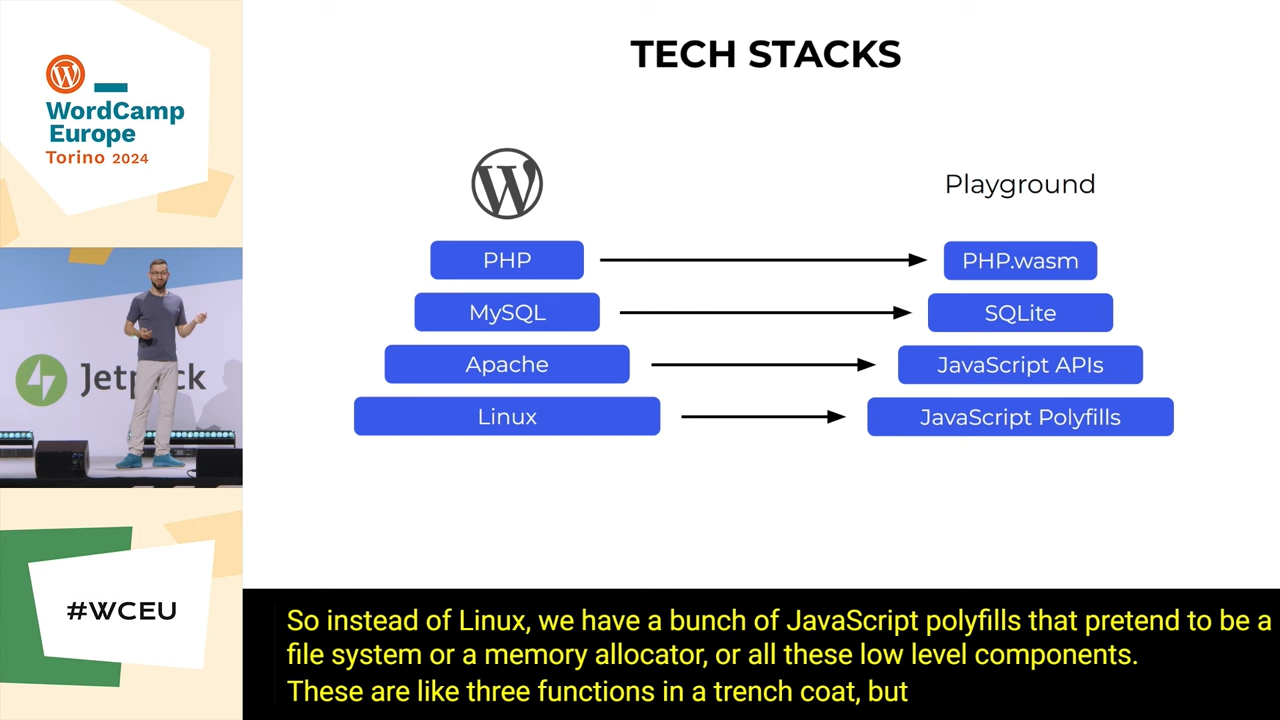 TECH STACKS
WordCamp
Europe
Torino 2024
Playground
PHP
PHP.wasm
MySQL
SQLite
Apache
JavaScript APIs
Linux
JavaScript Polyfills
Jetpack
#WCEU
So instead of Linux, we have a bunch of JavaScript polyfills that pretend to be a
file system or a memory allocator, or all these low level components.
These are like three functions in a trench coat, but